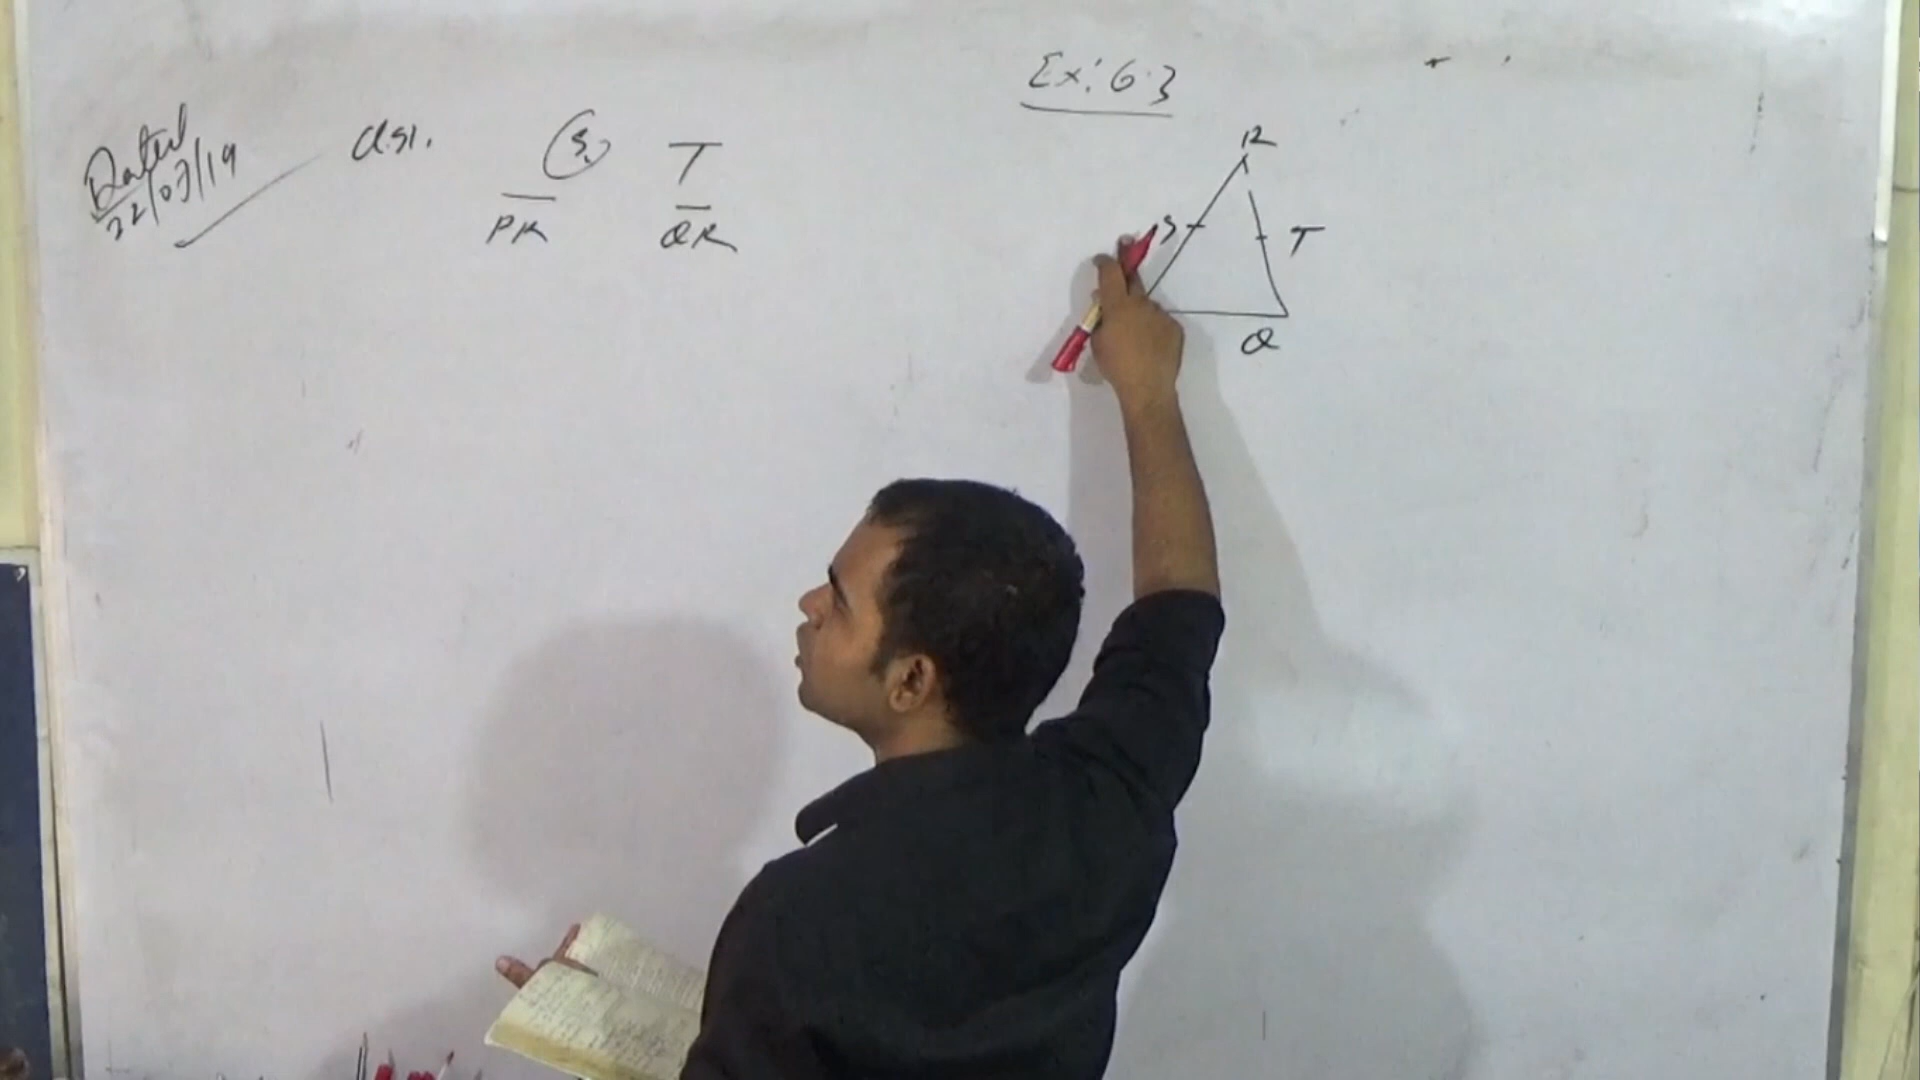 Ex: 6.3
Dated
22/07/19
Q.51. S. T
PR QR
R
S T
Q